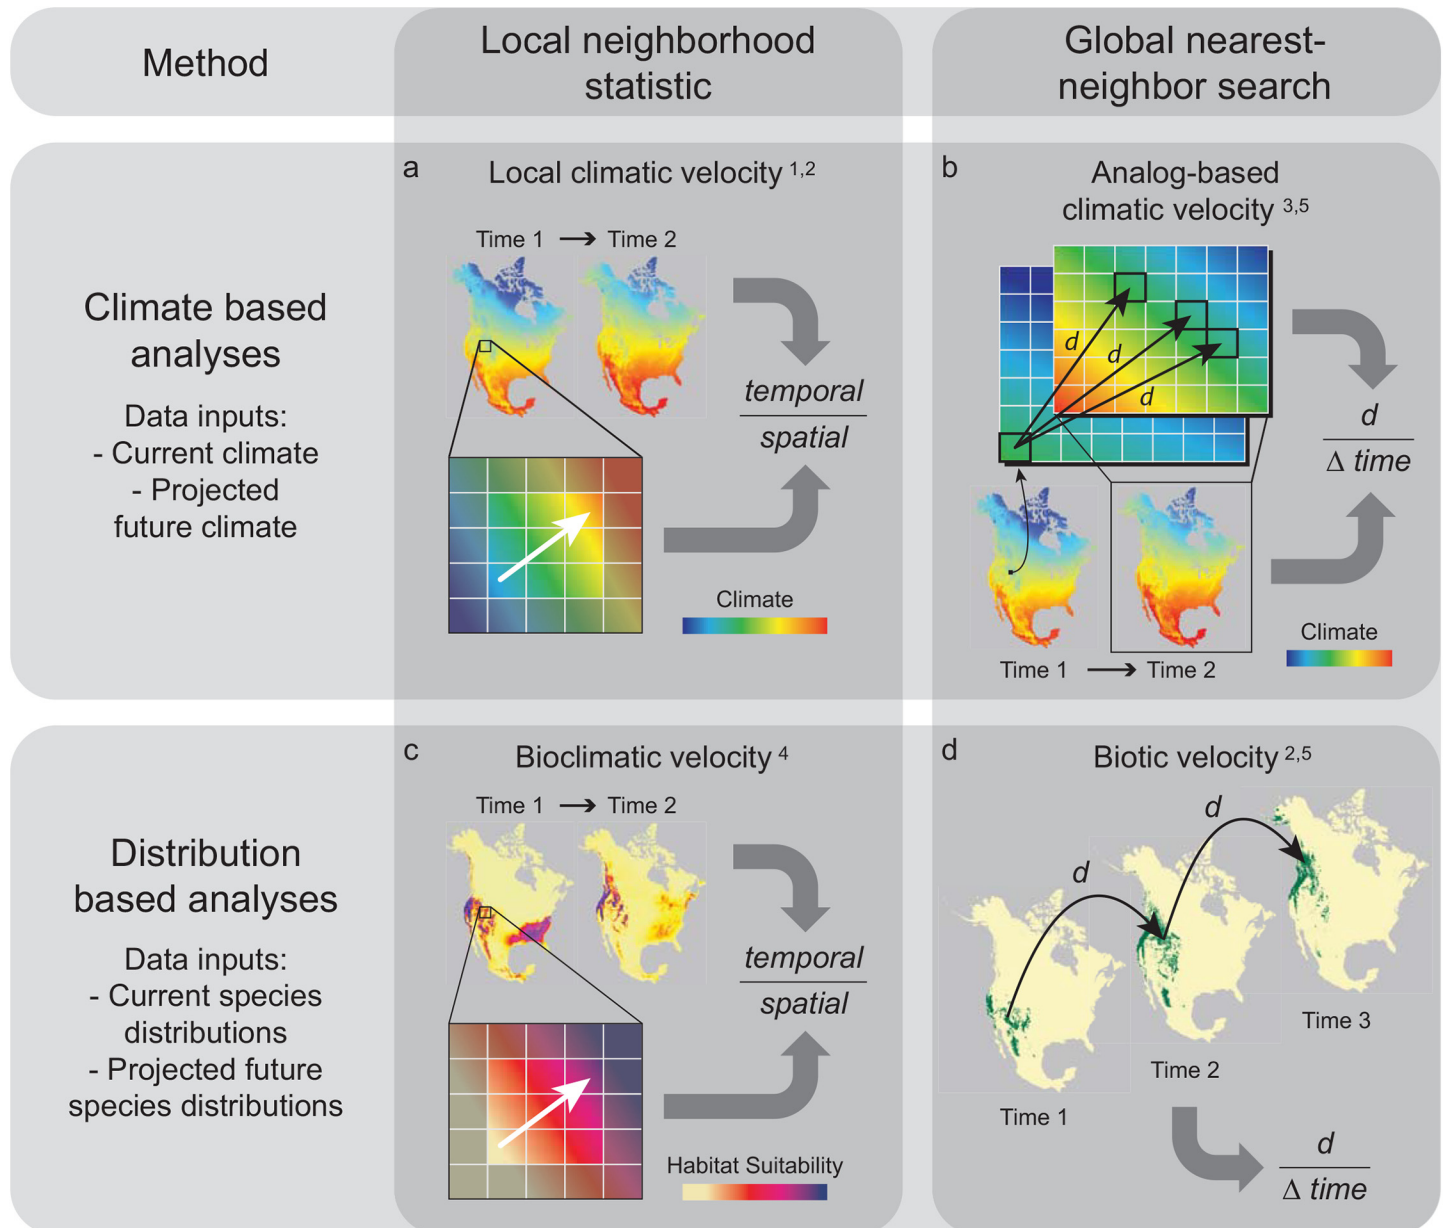 Method
Local neighborhood
statistic
Global nearest-
neighbor search
Climate based
analyses
Data inputs:
- Current climate
- Projected
future climate
a
Local climatic velocity 1,2
Time 1 → Time 2
temporal
spatial
Climate
b
Analog-based
climatic velocity 3,5
d
d
d
d
Δ time
Climate
Time 1 → Time 2
Distribution
based analyses
Data inputs:
- Current species
distributions
- Projected future
species distributions
c
Bioclimatic velocity 4
Time 1 → Time 2
temporal
spatial
Habitat Suitability
d
Biotic velocity 2,5
d
d
Time 3
Time 2
Time 1
d
Δ time